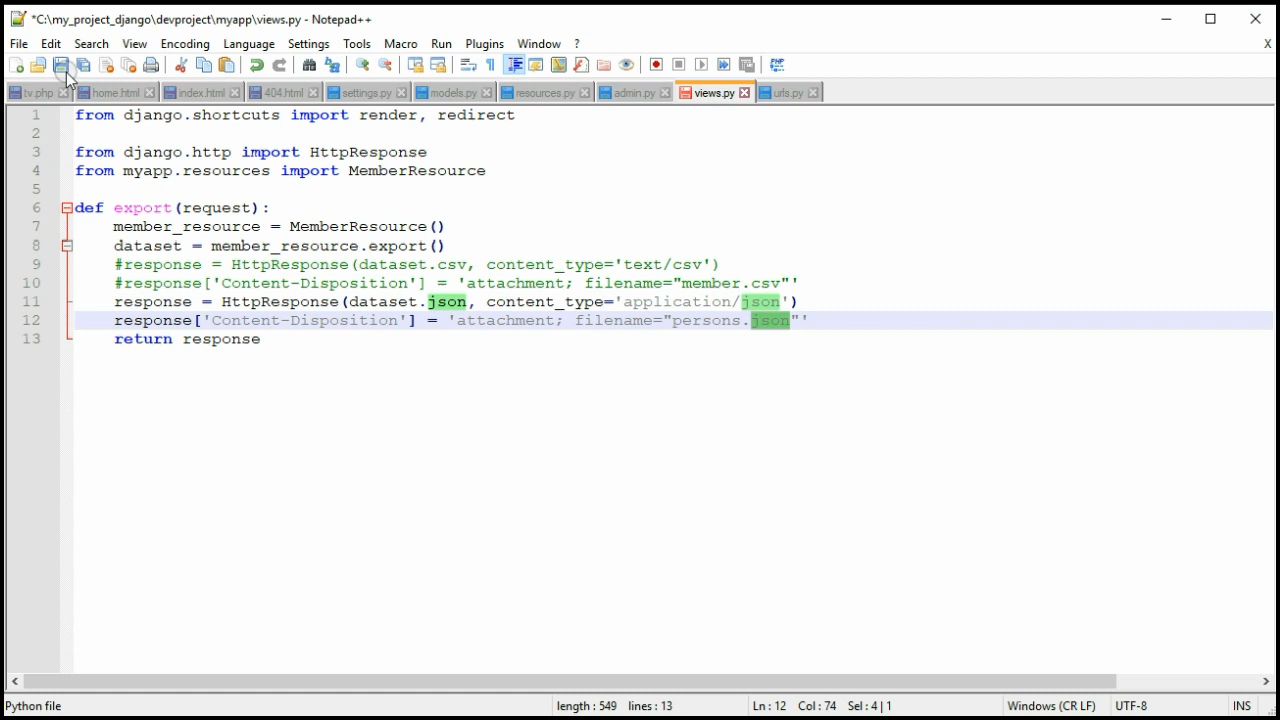 *C:\my_project_django\devproject\myapp\views.py - Notepad++
File Edit Search View Encoding Language Settings Tools Macro Run Plugins Window ? X
tv.php home.html index.html 404.html settings.py models.py resources.py admin.py views.py urls.py
1 from django.shortcuts import render, redirect
2
3 from django.http import HttpResponse
4 from myapp.resources import MemberResource
5
6 def export(request):
7 member_resource = MemberResource()
8 dataset = member_resource.export()
9 #response = HttpResponse(dataset.csv, content_type='text/csv')
10 #response['Content-Disposition'] = 'attachment; filename="member.csv"'
11 response = HttpResponse(dataset.json, content_type='application/json')
12 response['Content-Disposition'] = 'attachment; filename="persons.json"'
13 return response
Python file length : 549 lines : 13 Ln : 12 Col : 74 Sel : 4 | 1 Windows (CR LF) UTF-8 INS